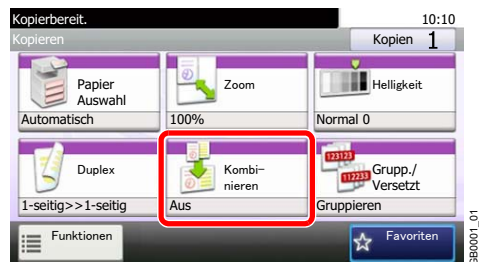 Kopierbereit.
10:10
Kopieren
Kopien 1
Papier
Auswahl
Automatisch
Zoom
100%
Helligkeit
Normal 0
Duplex
1-seitig>>1-seitig
Kombi-
nieren
Aus
123123
112233
Grupp./
Versetzt
Gruppieren
Funktionen
Favoriten